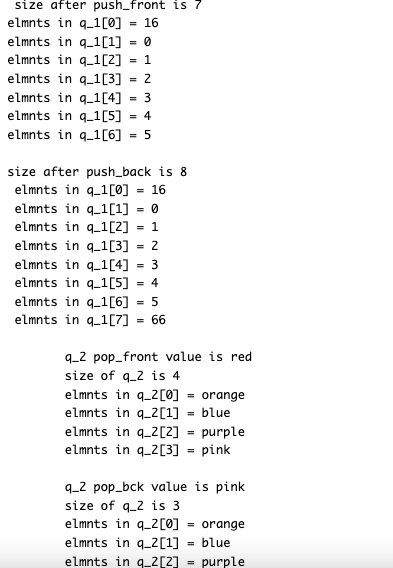 size after push_front is 7
elmnts in q_1[0] = 16
elmnts in q_1[1] = 0
elmnts in q_1[2] = 1
elmnts in q_1[3] = 2
elmnts in q_1[4] = 3
elmnts in q_1[5] = 4
elmnts in q_1[6] = 5
size after push_back is 8
elmnts in q_1[0] = 16
elmnts in q_1[1] = 0
elmnts in q_1[2] = 1
elmnts in q_1[3] = 2
elmnts in q_1[4] = 3
elmnts in q_1[5] = 4
elmnts in q_1[6] = 5
elmnts in q_1[7] = 66
q_2 pop_front value is red
size of q_2 is 4
elmnts in q_2[0] = orange
elmnts in q_2[1] = blue
elmnts in q_2[2] = purple
elmnts in q_2[3] = pink
q_2 pop_bck value is pink
size of q_2 is 3
elmnts in q_2[0] = orange
elmnts in q_2[1] = blue
elmnts in q_2[2] = purple